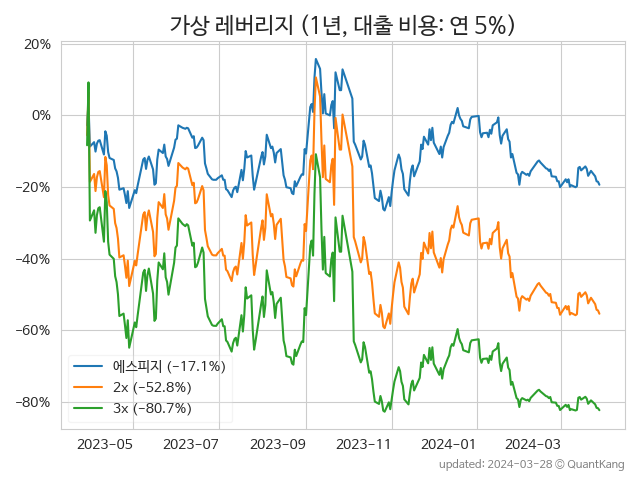 가상 레버리지 (1년, 대출 비용: 연 5%)
20%
0%
−20%
−40%
−60%
−80%
에스피지 (−17.1%)
2x (−52.8%)
3x (−80.7%)
2023-05 2023-07 2023-09 2023-11 2024-01 2024-03
updated: 2024-03-28 © QuantKang